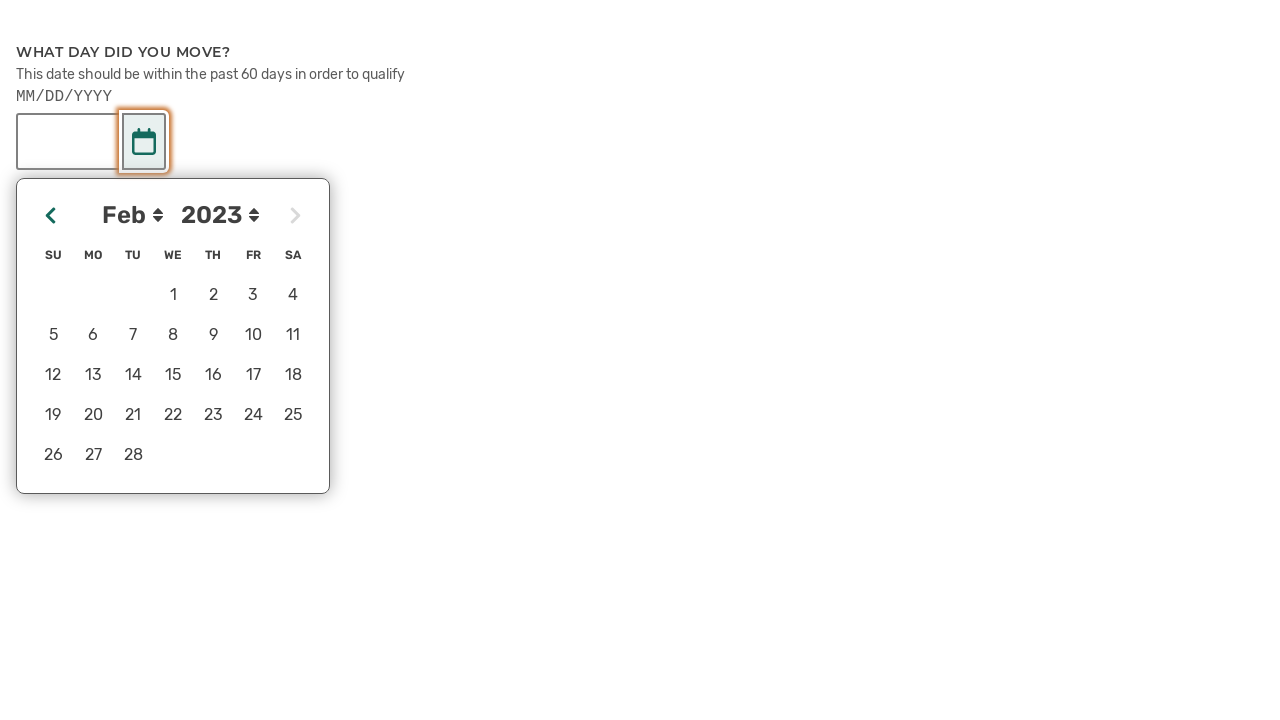 WHAT DAY DID YOU MOVE?
This date should be within the past 60 days in order to qualify
MM/DD/YYYY
Feb 2023
SU MO TU WE TH FR SA
1 2 3 4
5 6 7 8 9 10 11
12 13 14 15 16 17 18
19 20 21 22 23 24 25
26 27 28